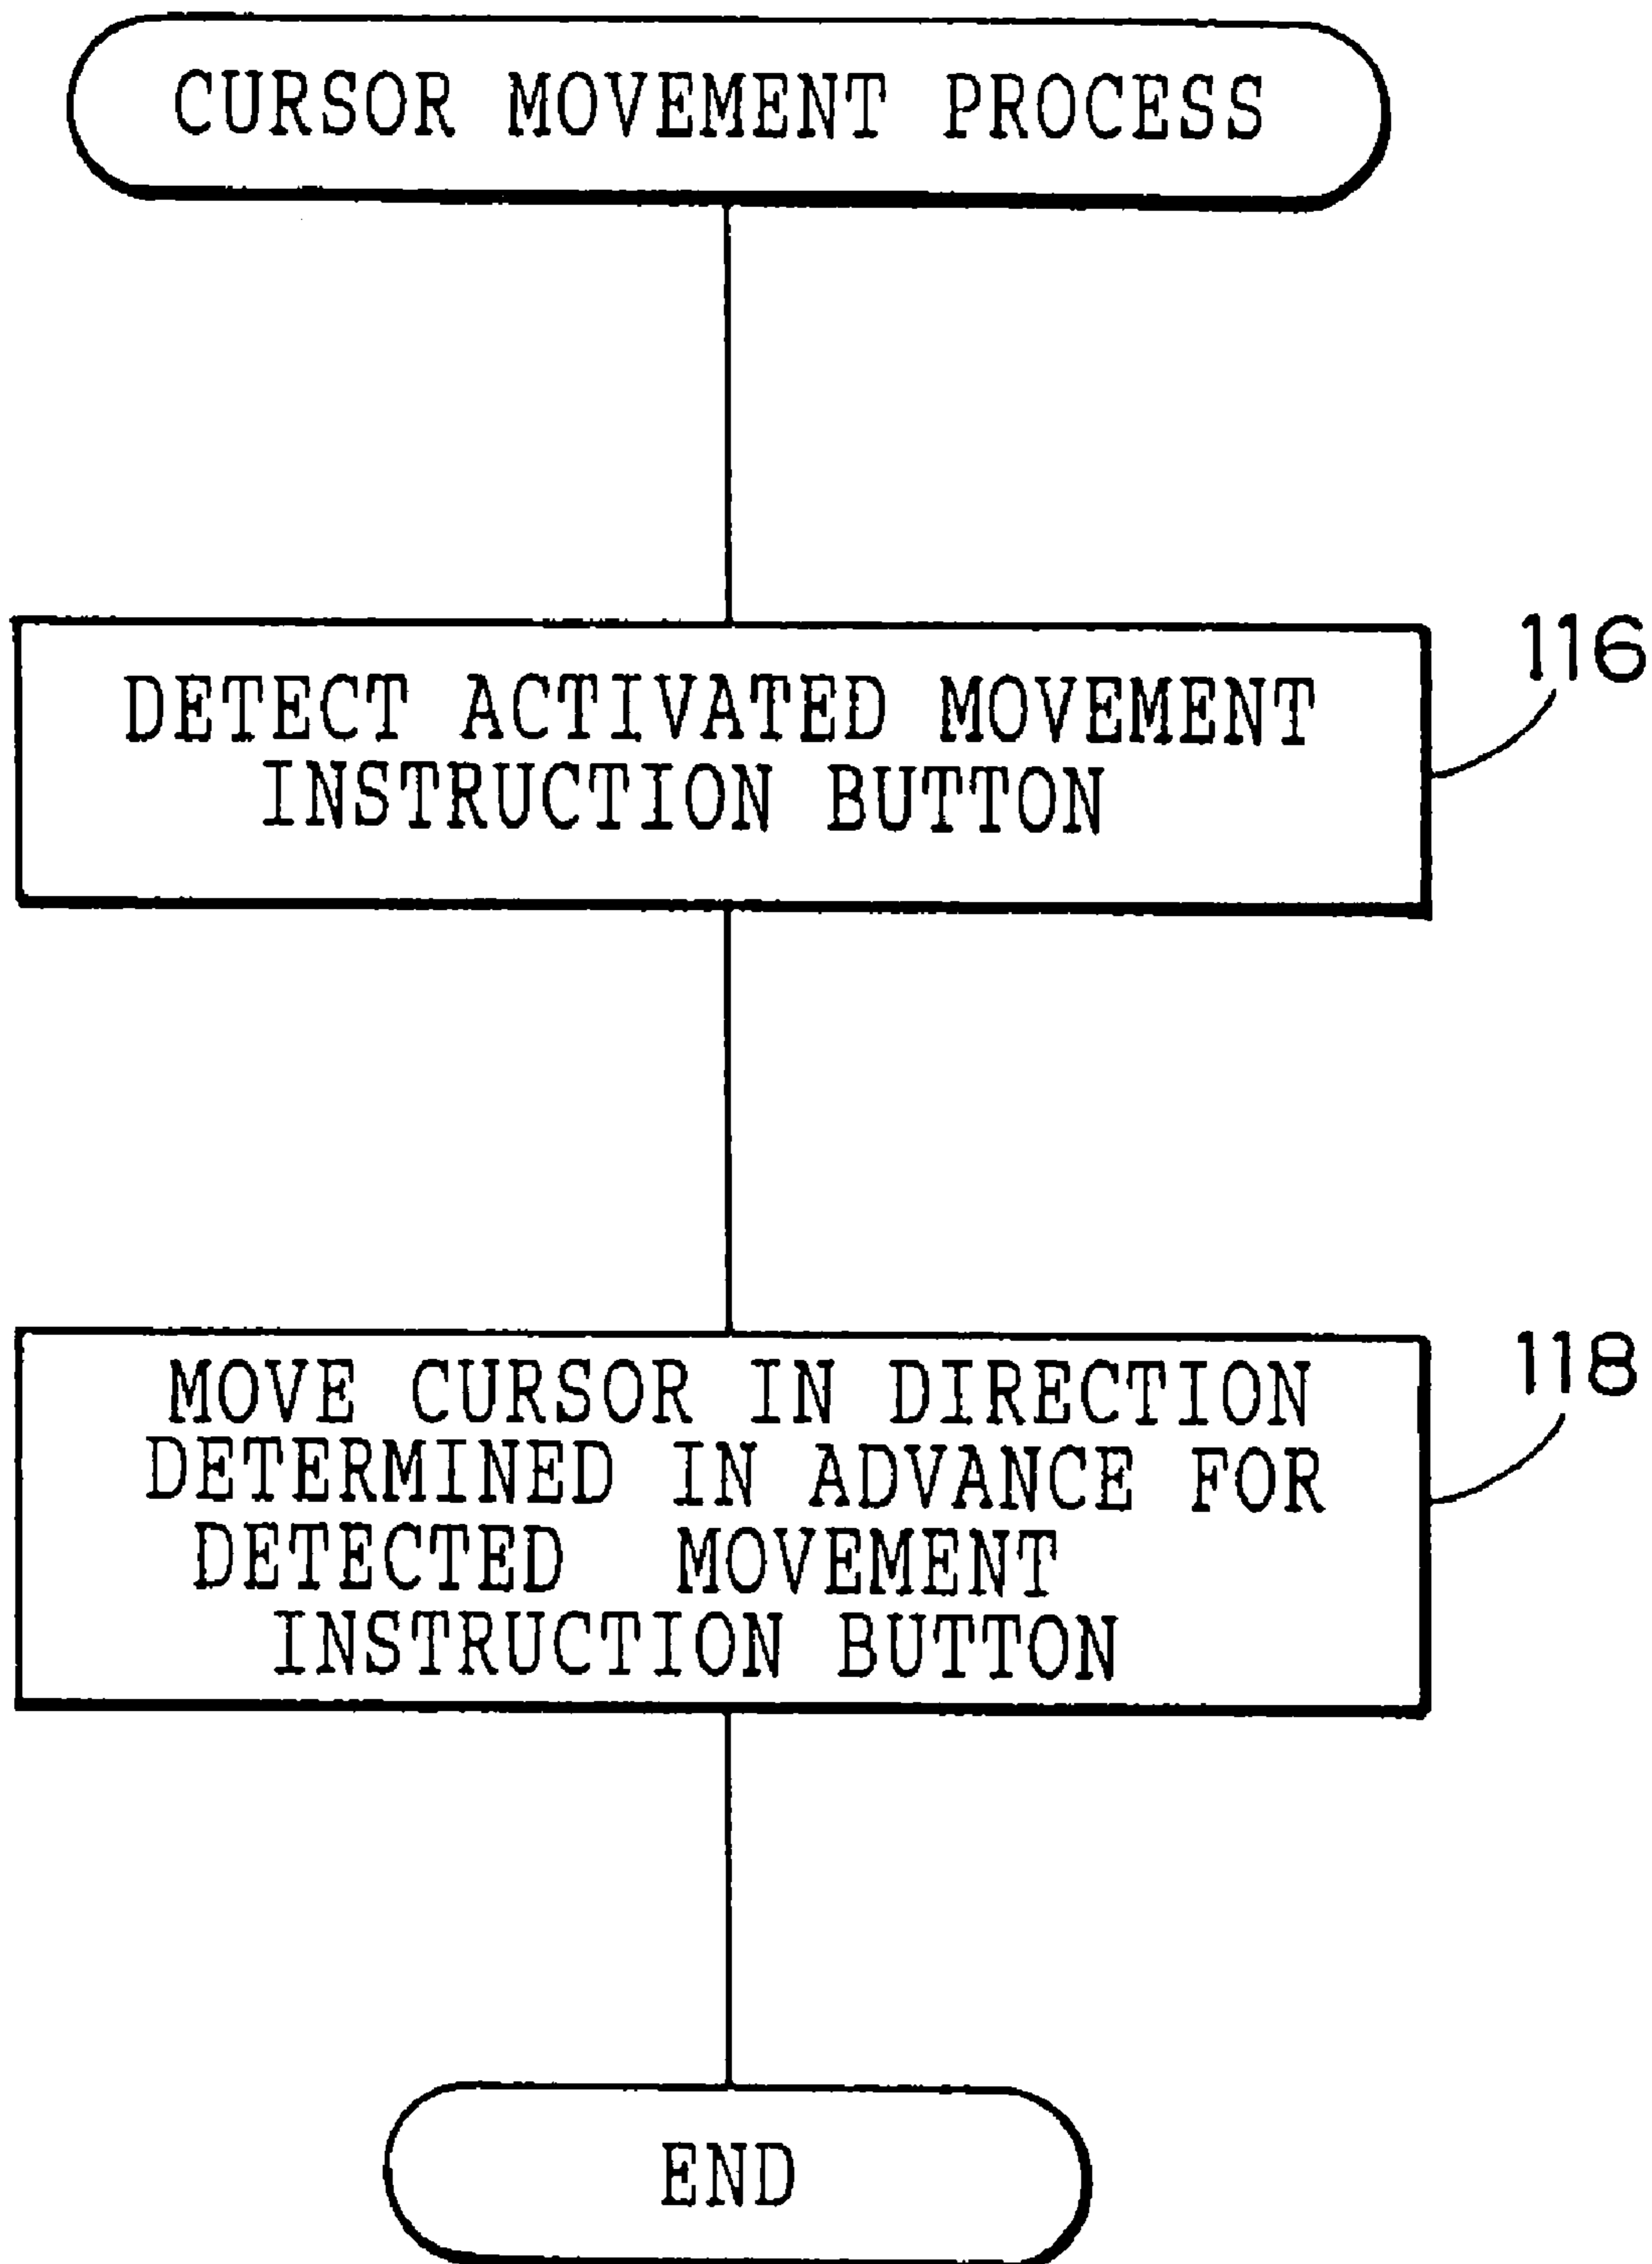 CURSOR MOVEMENT PROCESS
116
DETECT ACTIVATED MOVEMENT
INSTRUCTION BUTTON
118
MOVE CURSOR IN DIRECTION
DETERMINED IN ADVANCE FOR
DETECTED MOVEMENT
INSTRUCTION BUTTON
END